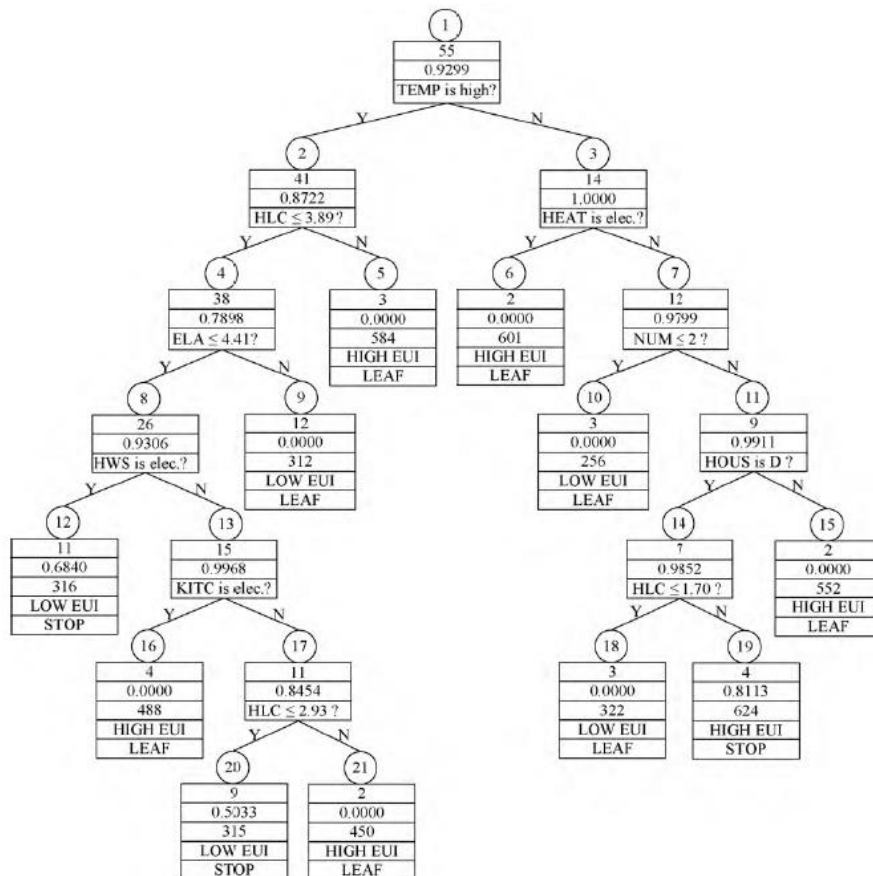 1
55
0.9299
TEMP is high?
Y N
2 3
41 14
0.8722 1.0000
HLC ≤ 3.89 ? HEAT is elec.?
Y N Y N
4 5 6 7
38 3 2 12
0.7898 0.0000 0.0000 0.9799
ELA ≤ 4.41? 584 601 NUM ≤ 2 ?
HIGH EUI HIGH EUI
LEAF LEAF
Y N Y N
8 9 10 11
26 12 3 9
0.9306 0.0000 0.0000 0.9911
HWS is elec.? 312 256 HOUS is D ?
LOW EUI LOW EUI
LEAF LEAF
Y N Y N
12 13 14 15
11 15 7 2
0.6840 0.9968 0.9852 0.0000
316 KITC is elec.? HLC ≤ 1.70 ? 552
LOW EUI HIGH EUI
STOP LEAF
Y N Y N
16 17 18 19
4 11 3 4
0.0000 0.8454 0.0000 0.8113
488 HLC ≤ 2.93 ? 322 624
HIGH EUI LOW EUI HIGH EUI
LEAF LEAF STOP
Y N
20 21
9 2
0.5033 0.0000
315 450
LOW EUI HIGH EUI
STOP LEAF